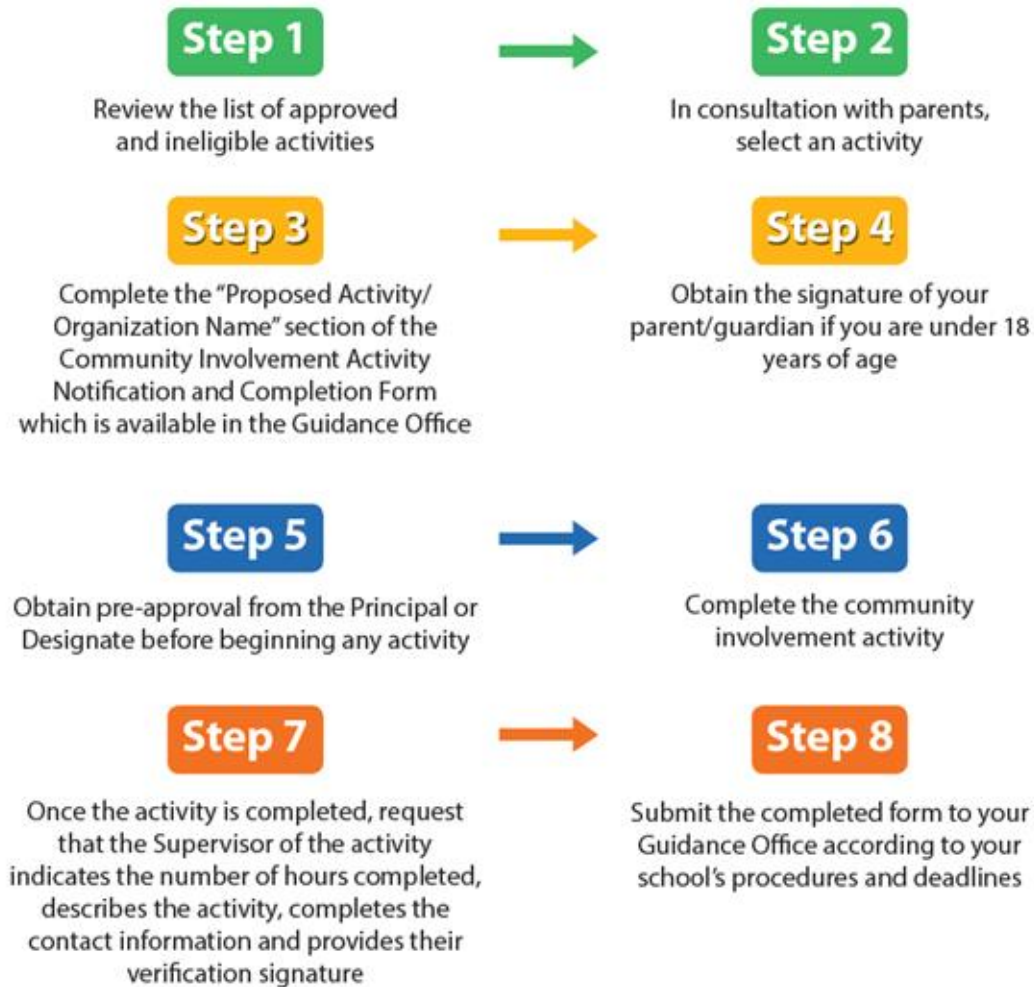 Step 1
Step 2
Review the list of approved
and ineligible activities
In consultation with parents,
select an activity
Step 3
Step 4
Complete the “Proposed Activity/
Organization Name” section of the
Community Involvement Activity
Notification and Completion Form
which is available in the Guidance Office
Obtain the signature of your
parent/guardian if you are under 18
years of age
Step 5
Step 6
Obtain pre-approval from the Principal or
Designate before beginning any activity
Complete the community
involvement activity
Step 7
Step 8
Once the activity is completed, request
that the Supervisor of the activity
indicates the number of hours completed,
describes the activity, completes the
contact information and provides their
verification signature
Submit the completed form to your
Guidance Office according to your
school’s procedures and deadlines